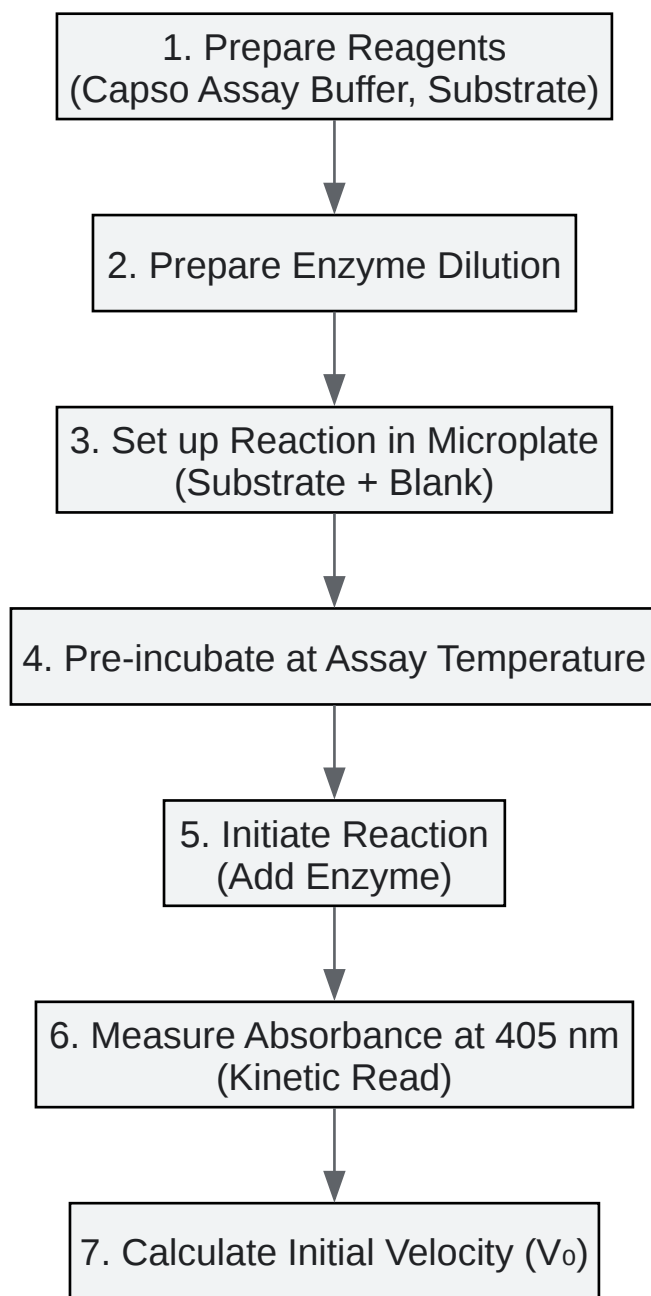 1. Prepare Reagents
(Capso Assay Buffer, Substrate)
2. Prepare Enzyme Dilution
3. Set up Reaction in Microplate
(Substrate + Blank)
4. Pre-incubate at Assay Temperature
5. Initiate Reaction
(Add Enzyme)
6. Measure Absorbance at 405 nm
(Kinetic Read)
7. Calculate Initial Velocity (V₀)